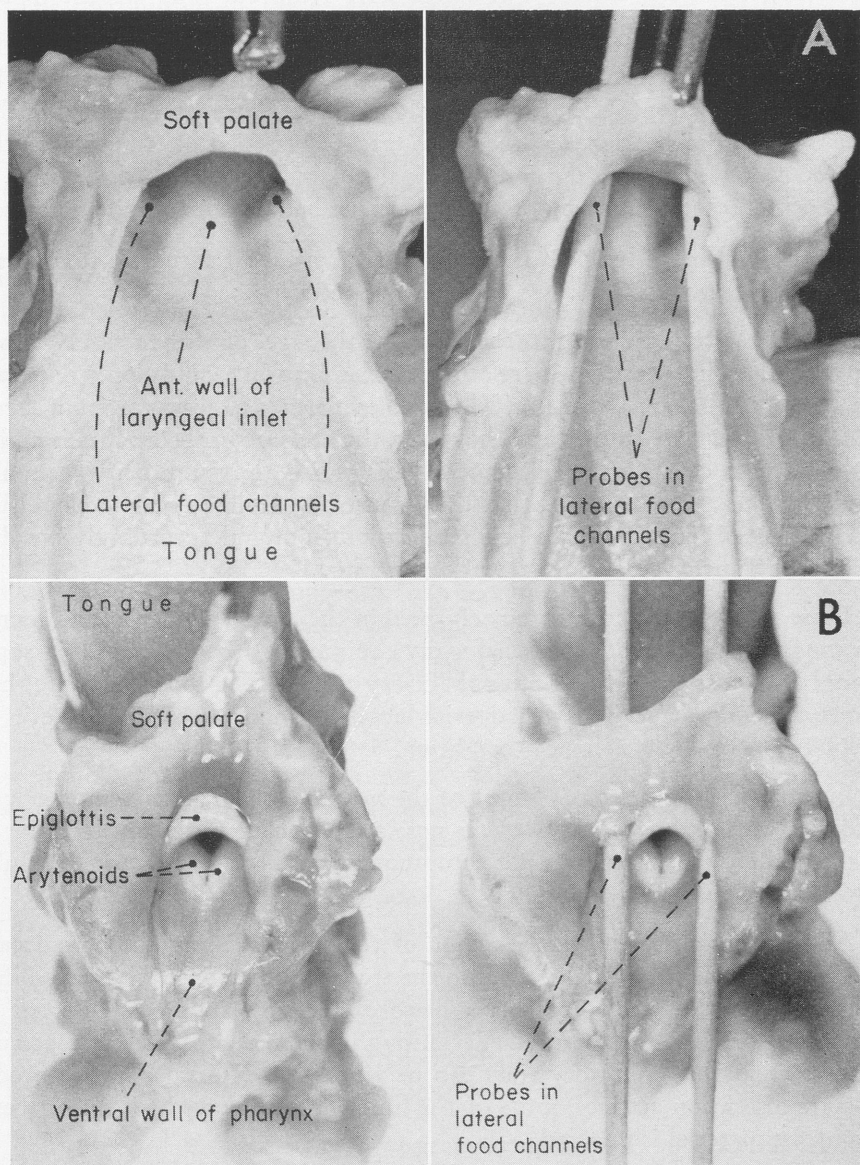 A
Soft palate
Ant. wall of
laryngeal inlet
Lateral food channels
Tongue
Probes in
lateral food
channels
B
Tongue
Soft palate
Epiglottis
Arytenoids
Ventral wall of pharynx
Probes in
lateral
food channels